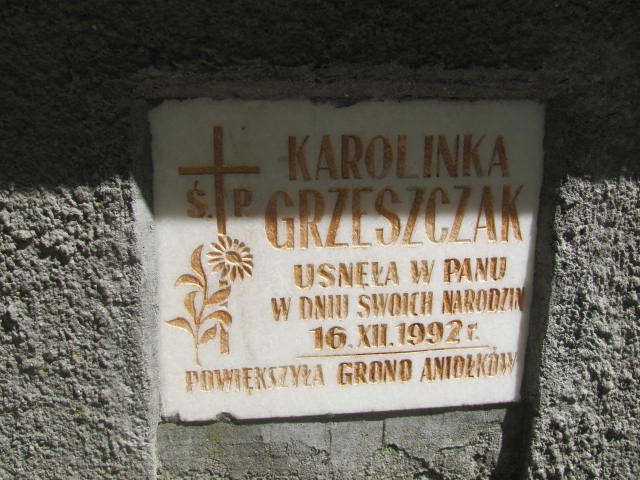 KAROLINKA
Ś. P. GRZESZCZAK
USNĘŁA W PANU
W DNIU SWOICH NARODZIN
16. XII. 1992 r.
POWIĘKSZYŁA GRONO ANIOŁKÓW